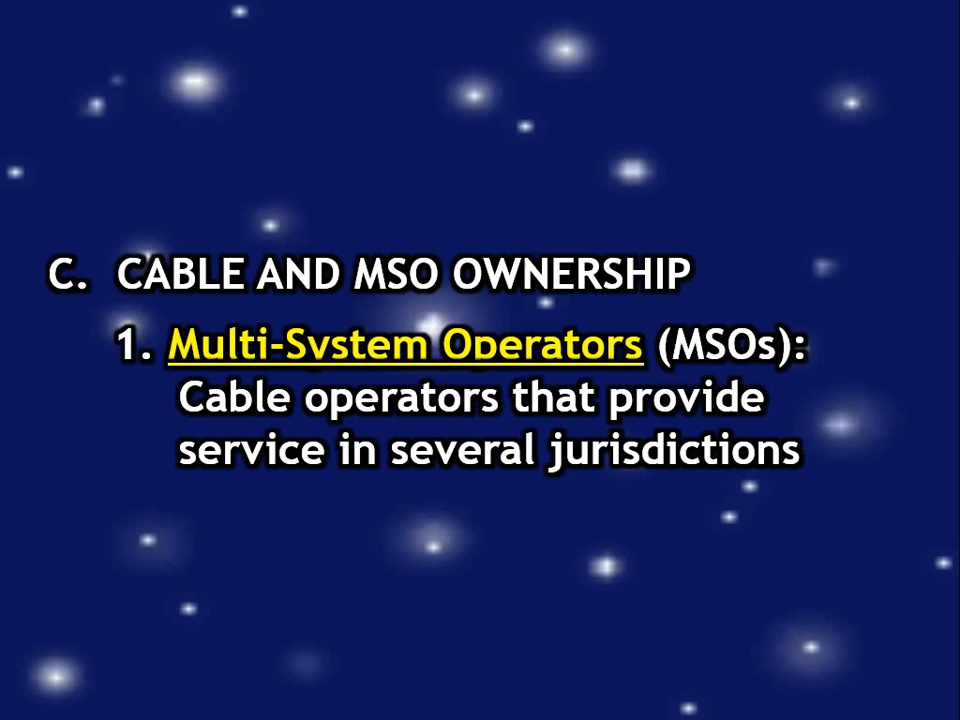 C. CABLE AND MSO OWNERSHIP
1. Multi-System Operators (MSOs):
Cable operators that provide
service in several jurisdictions